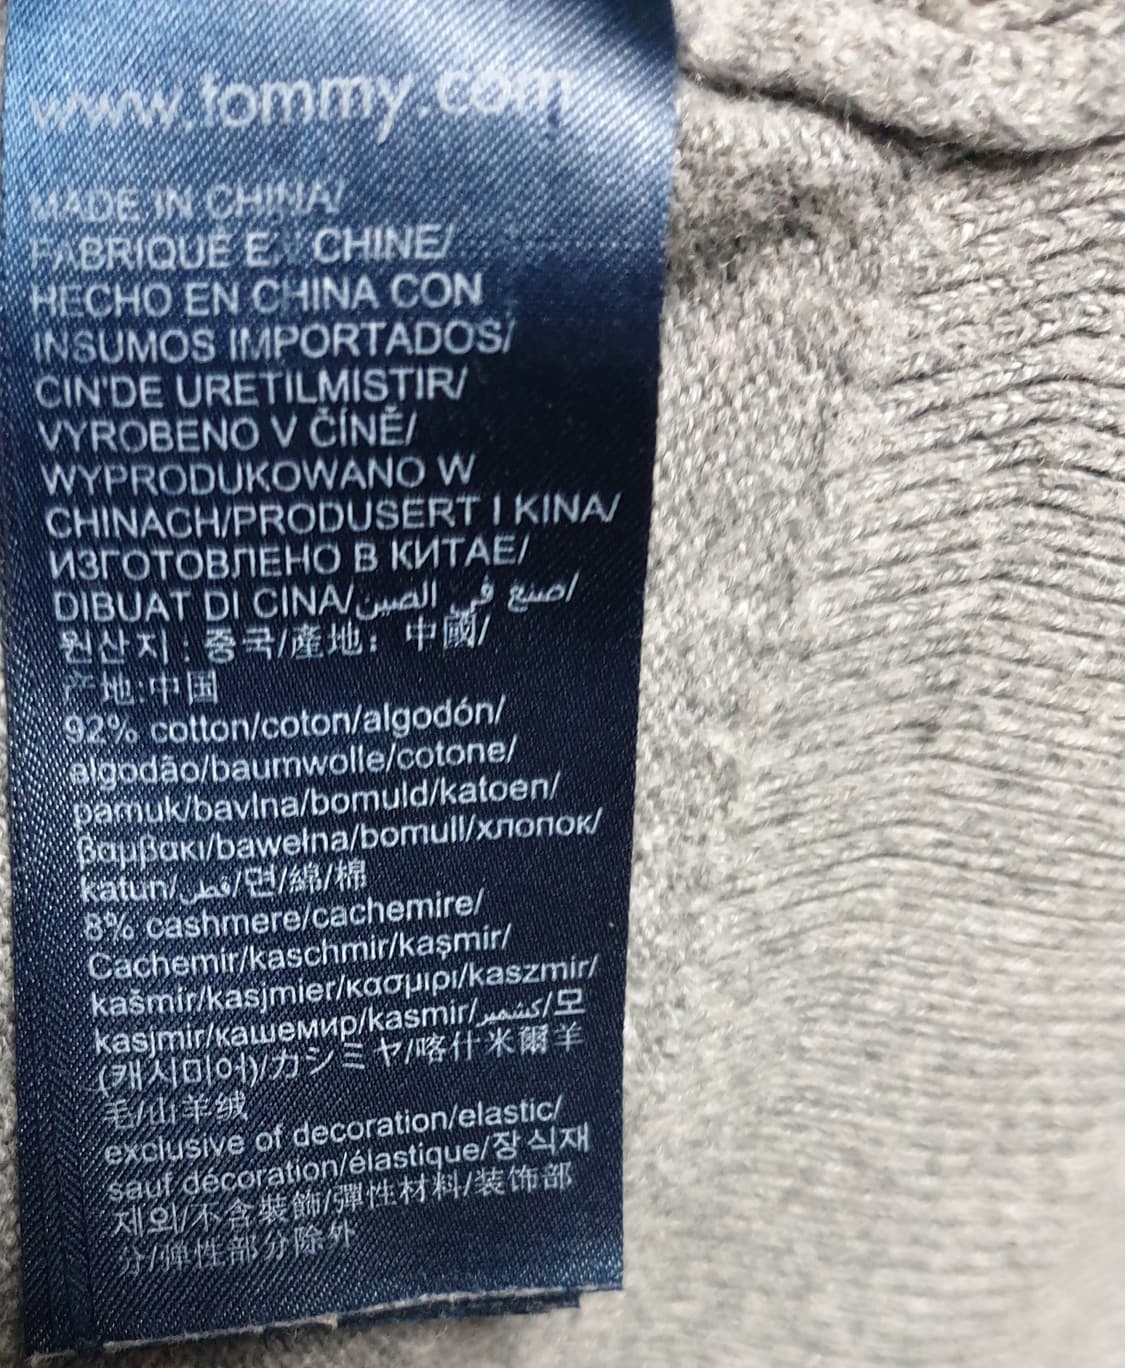 www.tommy.com
MADE IN CHINA/
FABRIQUÉ EN CHINE/
HECHO EN CHINA CON
INSUMOS IMPORTADOS/
CIN'DE URETILMISTIR/
VYROBENO V ČÍNĚ/
WYPRODUKOWANO W
CHINACH/PRODUSERT I KINA/
ИЗГОТОВЛЕНО В КИТАЕ/
DIBUAT DI CINA/صنع في الصين/
원산지: 중국/產地: 中國/
产地:中国
92% cotton/coton/algodón/
algodão/baumwolle/cotone/
pamuk/bavlna/bomuld/katoen/
βαμβακι/bawełna/bomull/хлопок/
katun/قطن/면/綿/棉
8% cashmere/cachemire/
Cachemir/kaschmir/kaşmir/
kašmír/kasjmier/κασμιρι/kaszmir/
kasjmir/кашемир/kasmir/كشمير/모
(캐시미어)/カシミヤ/喀什米爾羊
毛/山羊绒
exclusive of decoration/elastic/
sauf décoration/élastique/장식재
제외/不含裝飾/彈性材料/装饰部
分/弹性部分除外